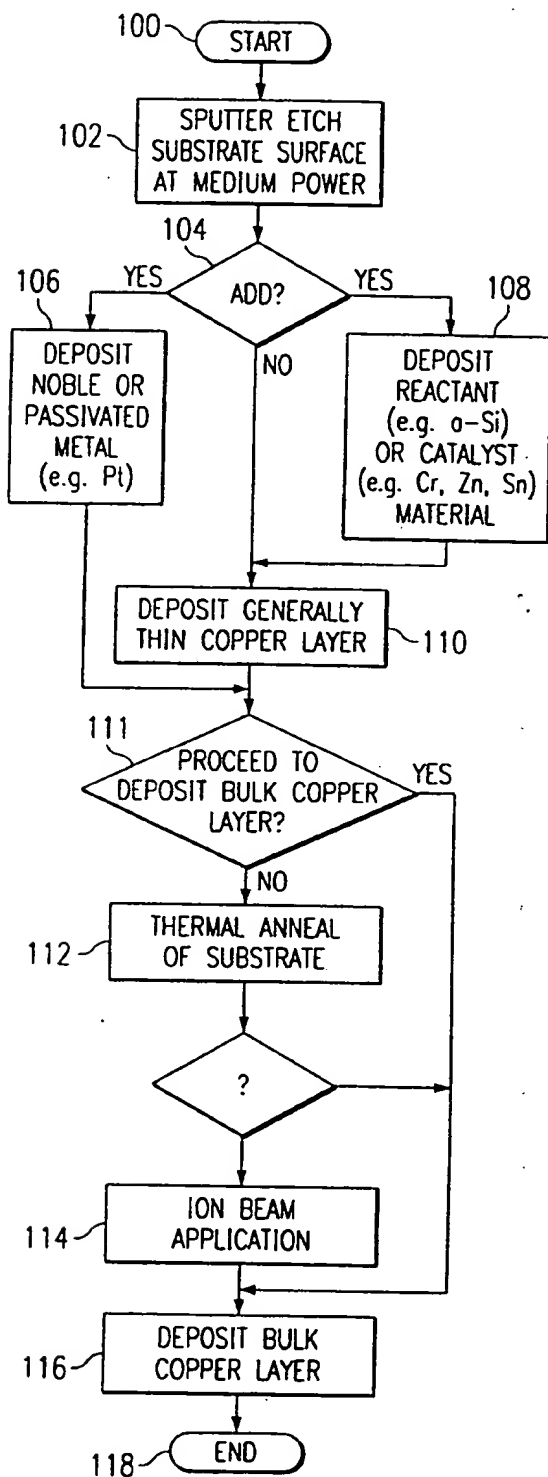 100
START
102
SPUTTER ETCH
SUBSTRATE SURFACE
AT MEDIUM POWER
104
YES
ADD?
YES
NO
106
DEPOSIT
NOBLE OR
PASSIVATED
METAL
(e.g. Pt)
108
DEPOSIT
REACTANT
(e.g. a-Si)
OR CATALYST
(e.g. Cr, Zn, Sn)
MATERIAL
DEPOSIT GENERALLY
THIN COPPER LAYER
110
111
PROCEED TO
DEPOSIT BULK COPPER
LAYER?
YES
NO
112
THERMAL ANNEAL
OF SUBSTRATE
?
114
ION BEAM
APPLICATION
116
DEPOSIT BULK
COPPER LAYER
118
END